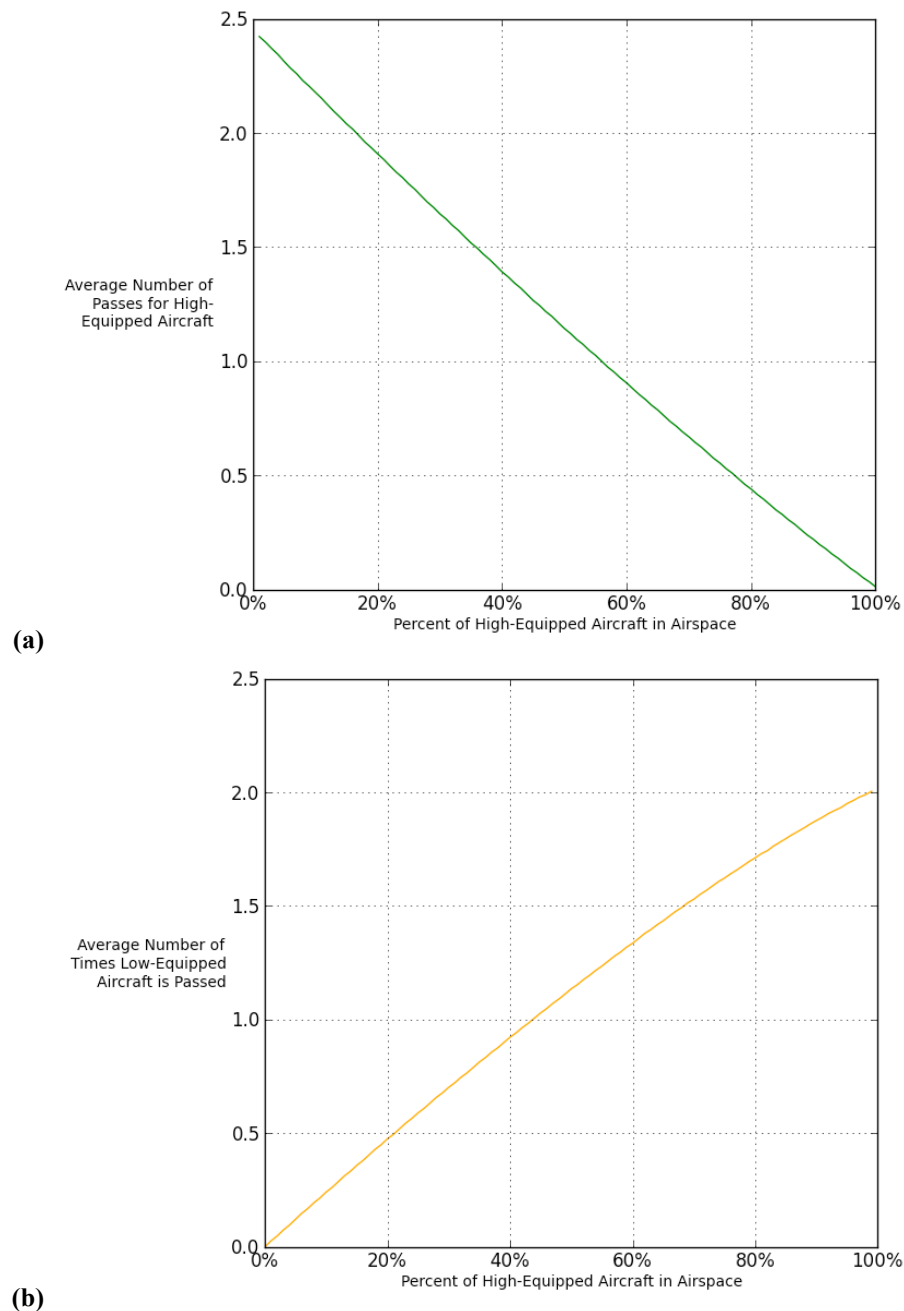 2.5
2.0
1.5
Average Number of
Passes for High-
Equipped Aircraft
1.0
0.5
0.0
0% 20% 40% 60% 80% 100%
Percent of High-Equipped Aircraft in Airspace
(a)
2.5
2.0
1.5
Average Number of
Times Low-Equipped
Aircraft is Passed
1.0
0.5
0.0
0% 20% 40% 60% 80% 100%
Percent of High-Equipped Aircraft in Airspace
(b)